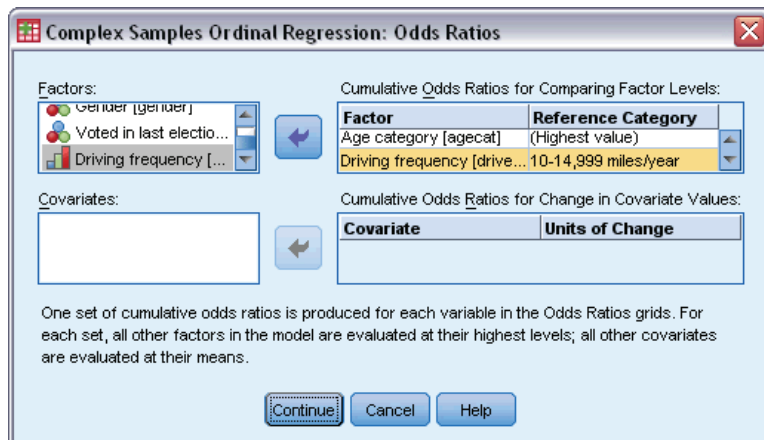 Complex Samples Ordinal Regression: Odds Ratios
Factors:
Gender [gender]
Voted in last electio...
Driving frequency [...
Cumulative Odds Ratios for Comparing Factor Levels:
Factor Reference Category
Age category [agecat] (Highest value)
Driving frequency [drive... 10-14,999 miles/year
Covariates:
Cumulative Odds Ratios for Change in Covariate Values:
Covariate Units of Change
One set of cumulative odds ratios is produced for each variable in the Odds Ratios grids. For
each set, all other factors in the model are evaluated at their highest levels; all other covariates
are evaluated at their means.
Continue Cancel Help